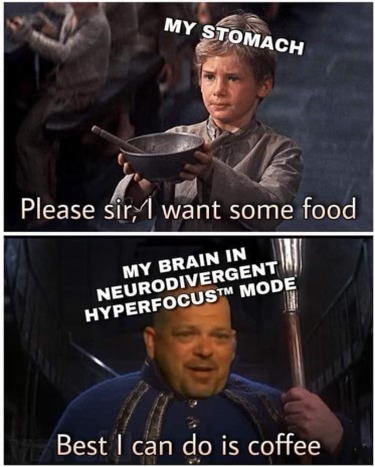 MY STOMACH
Please sir, I want some food
MY BRAIN IN
NEURODIVERGENT
HYPERFOCUS™ MODE
Best I can do is coffee